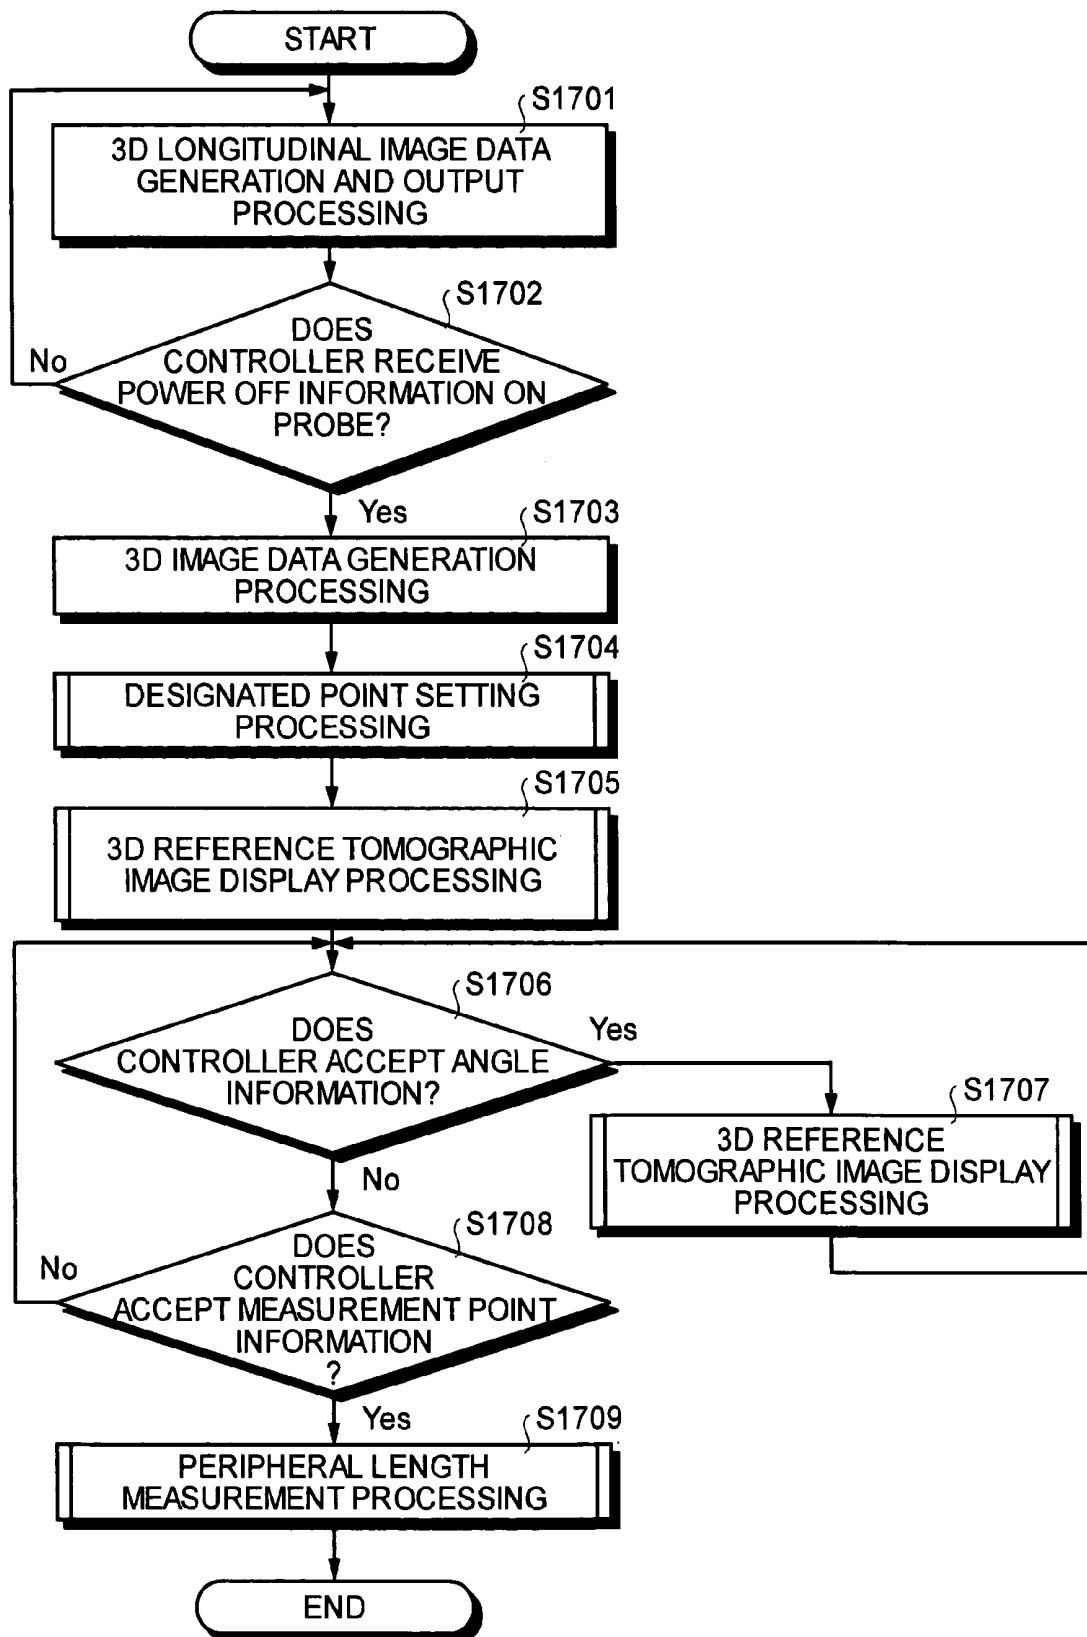 START
S1701
3D LONGITUDINAL IMAGE DATA
GENERATION AND OUTPUT
PROCESSING
S1702
DOES
CONTROLLER RECEIVE
POWER OFF INFORMATION ON
PROBE?
No
Yes
S1703
3D IMAGE DATA GENERATION
PROCESSING
S1704
DESIGNATED POINT SETTING
PROCESSING
S1705
3D REFERENCE TOMOGRAPHIC
IMAGE DISPLAY PROCESSING
S1706
DOES
CONTROLLER ACCEPT ANGLE
INFORMATION?
Yes
No
S1707
3D REFERENCE
TOMOGRAPHIC IMAGE DISPLAY
PROCESSING
S1708
DOES
CONTROLLER
ACCEPT MEASUREMENT POINT
INFORMATION
?
No
Yes
S1709
PERIPHERAL LENGTH
MEASUREMENT PROCESSING
END